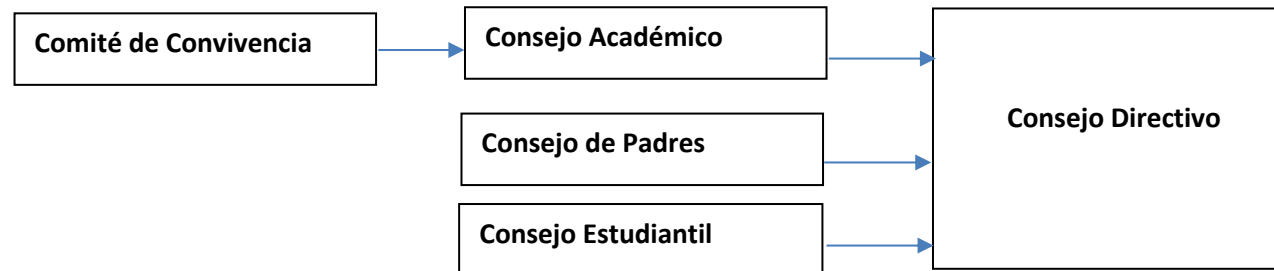 Comité de Convivencia
Consejo Académico
Consejo Directivo
Consejo de Padres
Consejo Estudiantil